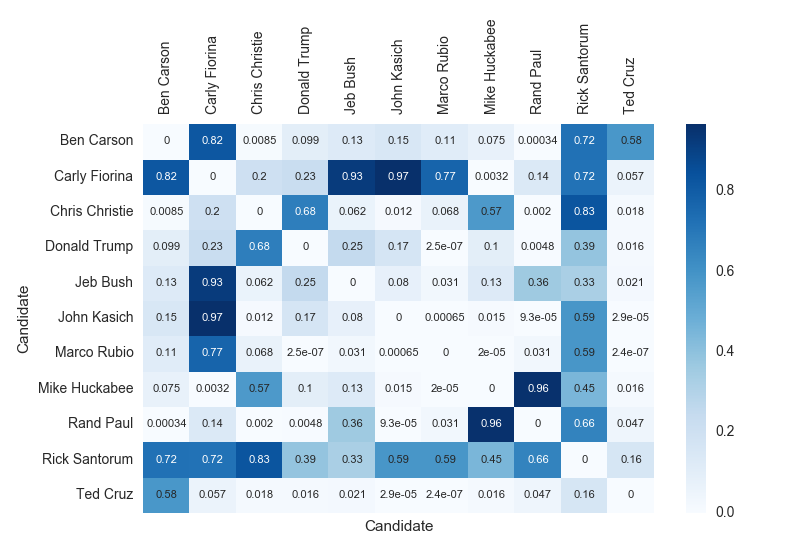 Ben Carson Carly Fiorina Chris Christie Donald Trump Jeb Bush John Kasich Marco Rubio Mike Huckabee Rand Paul Rick Santorum Ted Cruz
Ben Carson 0 0.82 0.0085 0.099 0.13 0.15 0.11 0.075 0.00034 0.72 0.58
Carly Fiorina 0.82 0 0.2 0.23 0.93 0.97 0.77 0.0032 0.14 0.72 0.057
Chris Christie 0.0085 0.2 0 0.68 0.062 0.012 0.068 0.57 0.002 0.83 0.018
Donald Trump 0.099 0.23 0.68 0 0.25 0.17 2.5e-07 0.1 0.0048 0.39 0.016
Jeb Bush 0.13 0.93 0.062 0.25 0 0.08 0.031 0.13 0.36 0.33 0.021
John Kasich 0.15 0.97 0.012 0.17 0.08 0 0.00065 0.015 9.3e-05 0.59 2.9e-05
Marco Rubio 0.11 0.77 0.068 2.5e-07 0.031 0.00065 0 2e-05 0.031 0.59 2.4e-07
Mike Huckabee 0.075 0.0032 0.57 0.1 0.13 0.015 2e-05 0 0.96 0.45 0.016
Rand Paul 0.00034 0.14 0.002 0.0048 0.36 9.3e-05 0.031 0.96 0 0.66 0.047
Rick Santorum 0.72 0.72 0.83 0.39 0.33 0.59 0.59 0.45 0.66 0 0.16
Ted Cruz 0.58 0.057 0.018 0.016 0.021 2.9e-05 2.4e-07 0.016 0.047 0.16 0
Candidate
Candidate
0.8
0.6
0.4
0.2
0.0